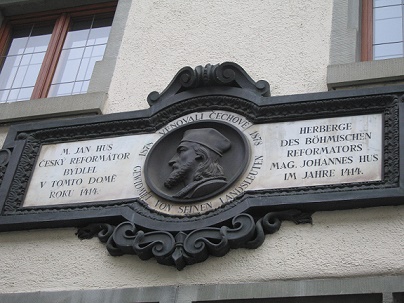 M. JAN HUS
ČESKÝ REFORMÁTOR
BYDLEL
V TOMTO DOMĚ
ROKU 1414.
VĚNOVALI ČECHOVÉ 1878
GEWIDMET VON SEINEN LANDSLEUTEN
HERBERGE
DES BÖHMISCHEN
REFORMATORS
MAG. JOHANNES HUS
IM JAHRE 1414.